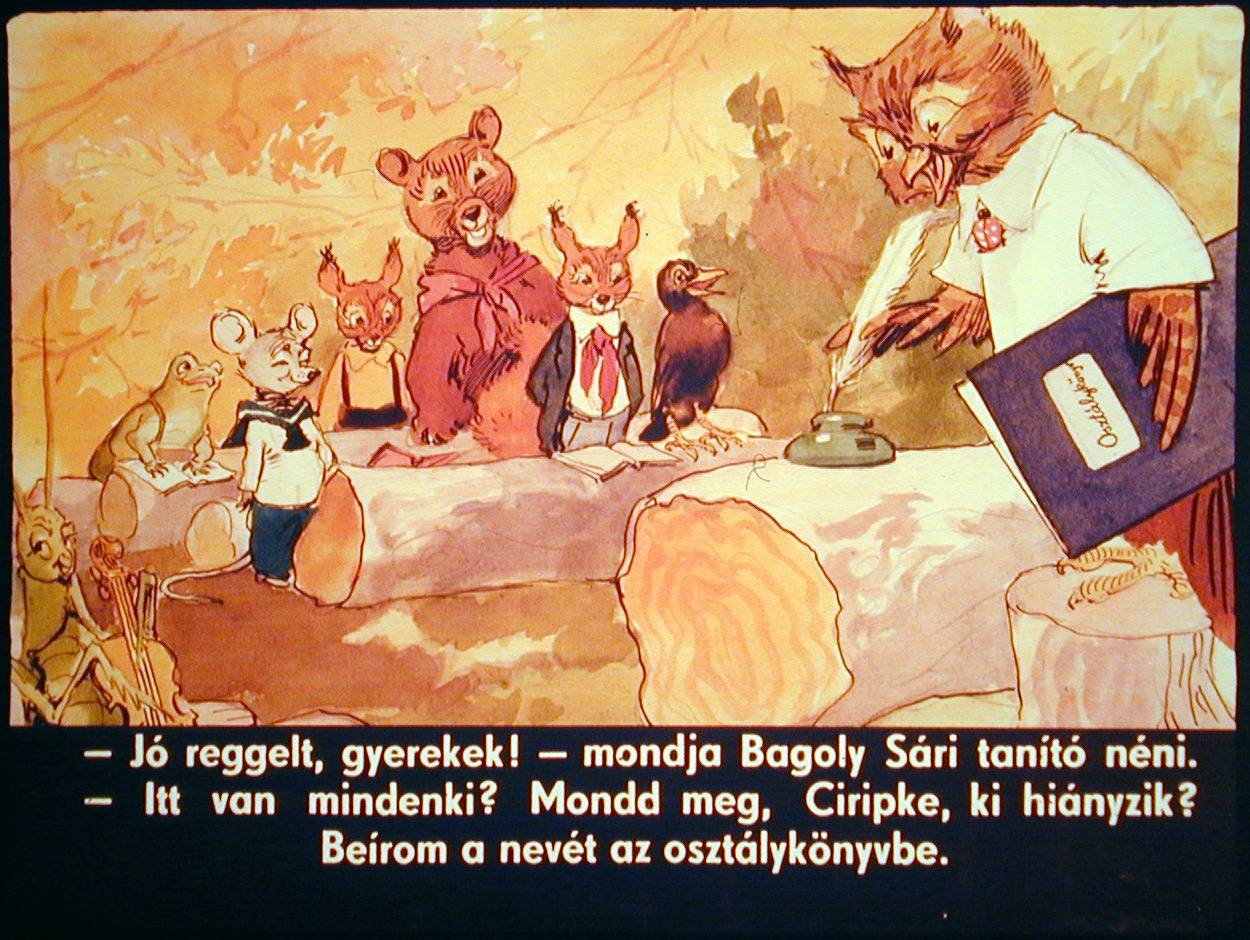 Osztálykönyv
– Jó reggelt, gyerekek! – mondja Bagoly Sári tanító néni.
– Itt van mindenki? Mondd meg, Ciripke, ki hiányzik?
Beírom a nevét az osztálykönyvbe.